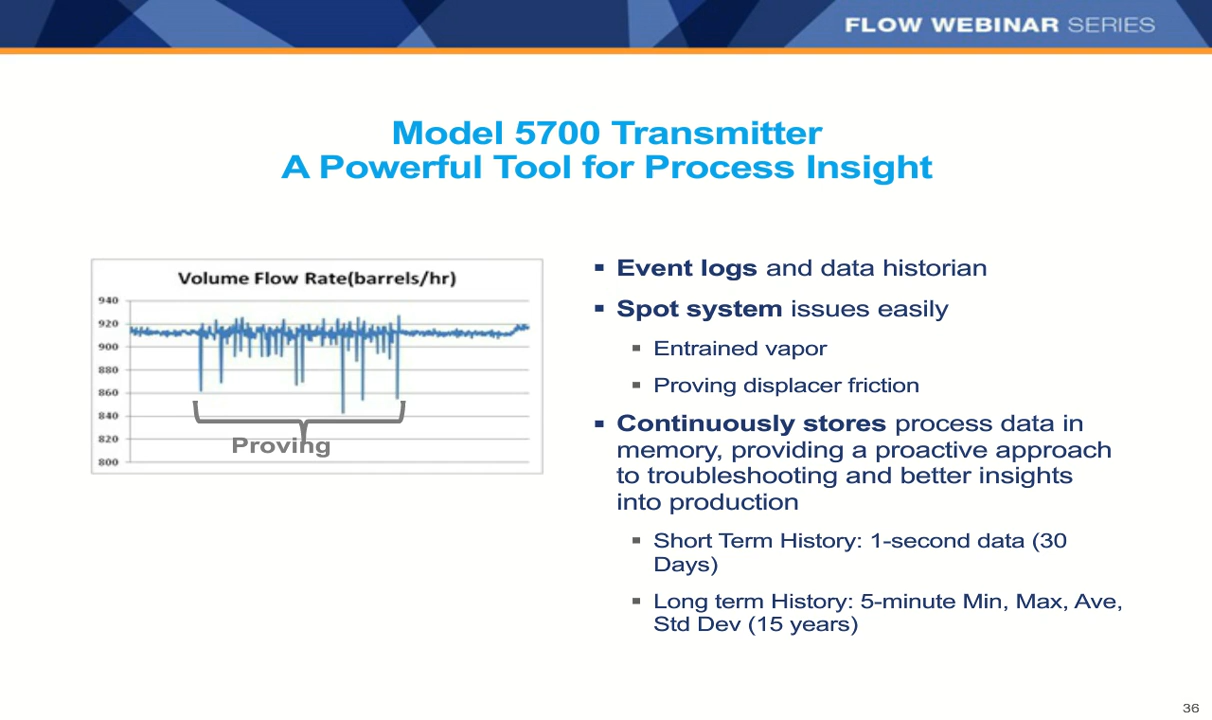 FLOW WEBINAR SERIES
Model 5700 Transmitter
A Powerful Tool for Process Insight
Volume Flow Rate(barrels/hr)
940
920
900
880
860
840
820
800
Proving
▪ Event logs and data historian
▪ Spot system issues easily
▪ Entrained vapor
▪ Proving displacer friction
▪ Continuously stores process data in
memory, providing a proactive approach
to troubleshooting and better insights
into production
▪ Short Term History: 1-second data (30
Days)
▪ Long term History: 5-minute Min, Max, Ave,
Std Dev (15 years)
36